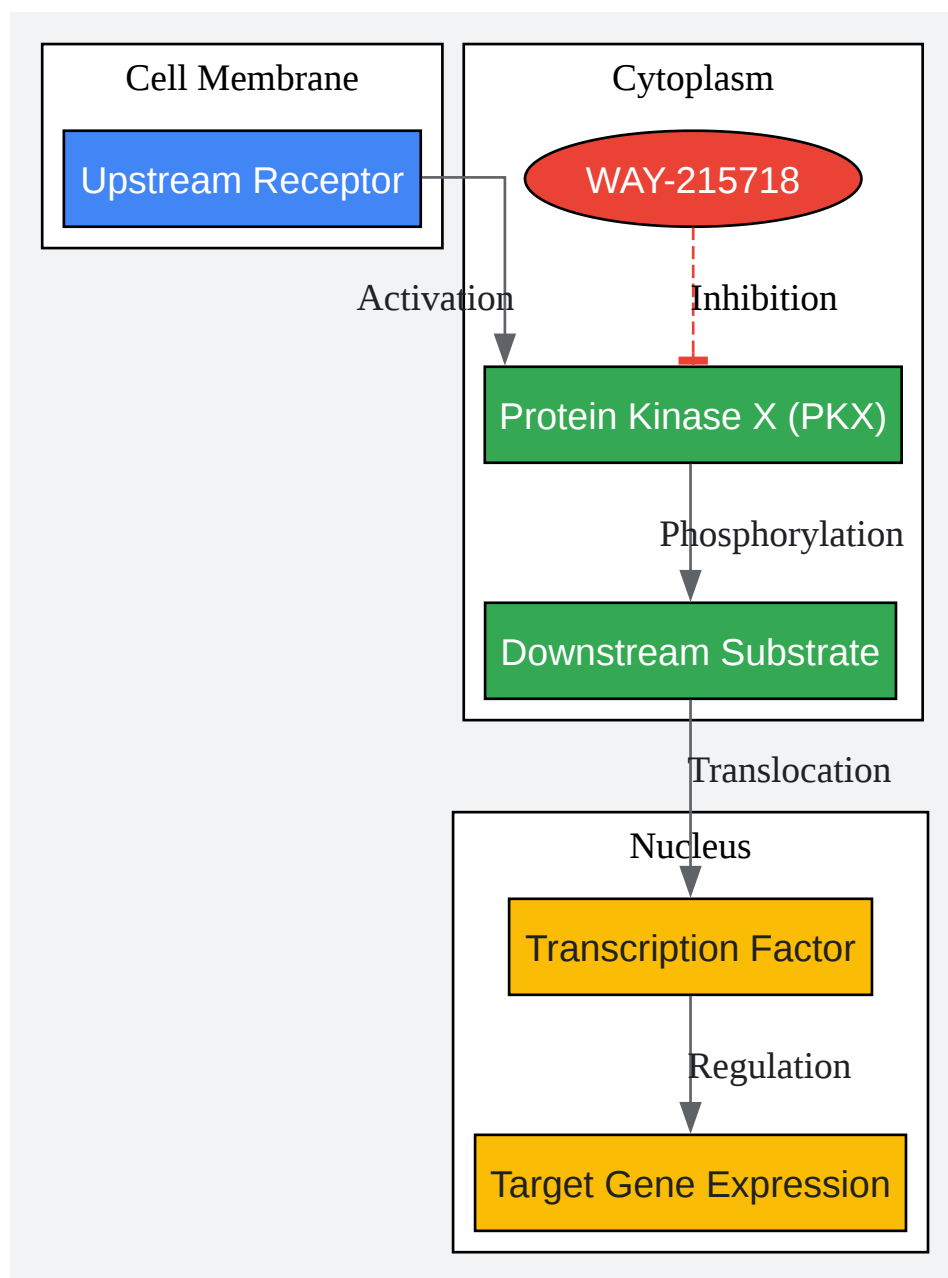 Cell Membrane
Upstream Receptor
Cytoplasm
WAY-215718
Activation
Inhibition
Protein Kinase X (PKX)
Phosphorylation
Downstream Substrate
Translocation
Nucleus
Transcription Factor
Regulation
Target Gene Expression